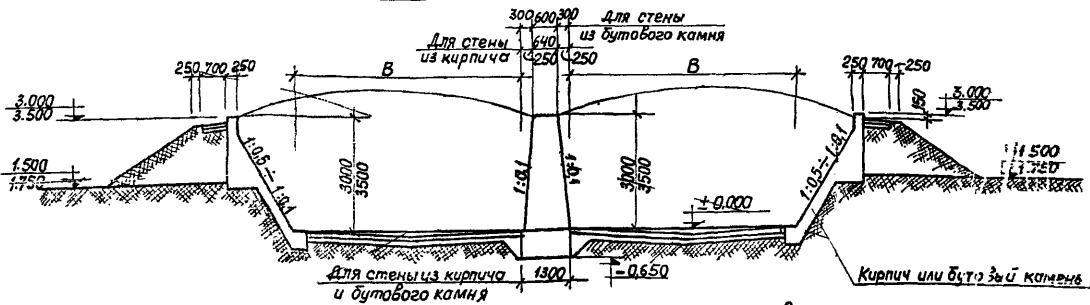 300 600 300
Для стены
из бутового камня
Для стены
из кирпича
640
250
250
B
B
250 700 250
250 700 250
3.000
3.500
3.000
3.500
150
1.500
1.750
1.500
1.750
1:0,5 ÷ 1:0,1
3000
3500
1:0,1
1:0,1
3000
3500
1:0,5 ÷ 1:0,1
±0.000
-0.650
Для стены из кирпича
и бутового камня
1300
Кирпич или бутовый камень